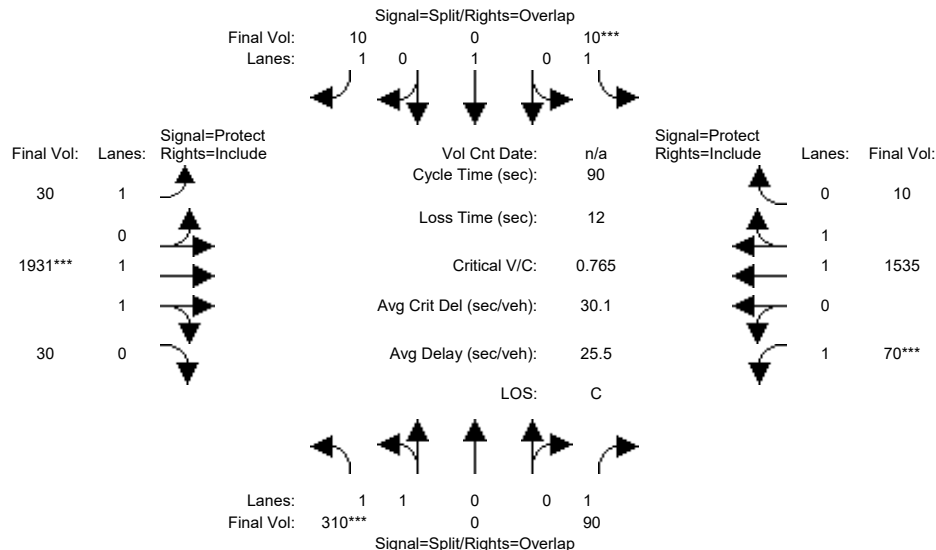 Signal=Split/Rights=Overlap
Final Vol: 10 0 10***
Lanes: 1 0 1 0 1
Signal=Protect
Final Vol: Lanes: Rights=Include
Vol Cnt Date: n/a
Signal=Protect
Rights=Include Lanes: Final Vol:
Cycle Time (sec): 90
30 1
0 10
Loss Time (sec): 12
0
1
1931*** 1
Critical V/C: 0.765
1 1535
1
Avg Crit Del (sec/veh): 30.1
0
30 0
Avg Delay (sec/veh): 25.5
1 70***
LOS: C
Lanes: 1 1 0 0 1
Final Vol: 310*** 0 90
Signal=Split/Rights=Overlap